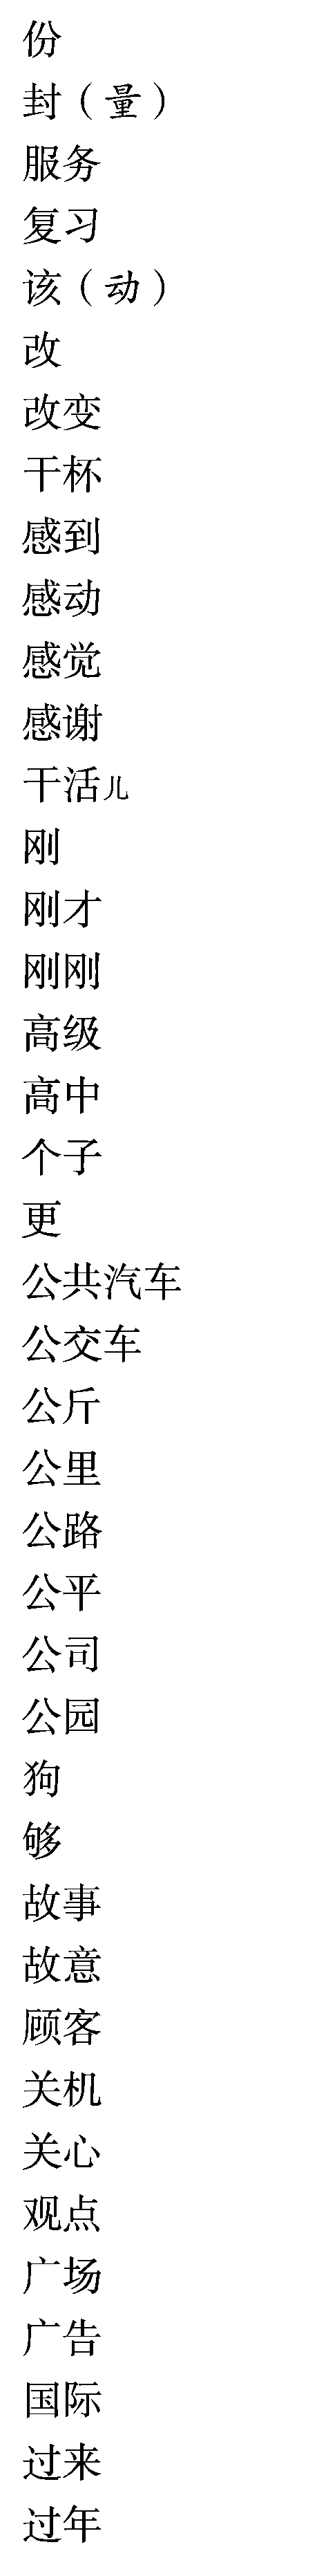 份
封（量）
服务
复习
该（动）
改
改变
干杯
感到
感动
感觉
感谢
干活儿
刚
刚才
刚刚
高级
高中
个子
更
公共汽车
公交车
公斤
公里
公路
公平
公司
公园
狗
够
故事
故意
顾客
关机
关心
观点
广场
广告
国际
过来
过年